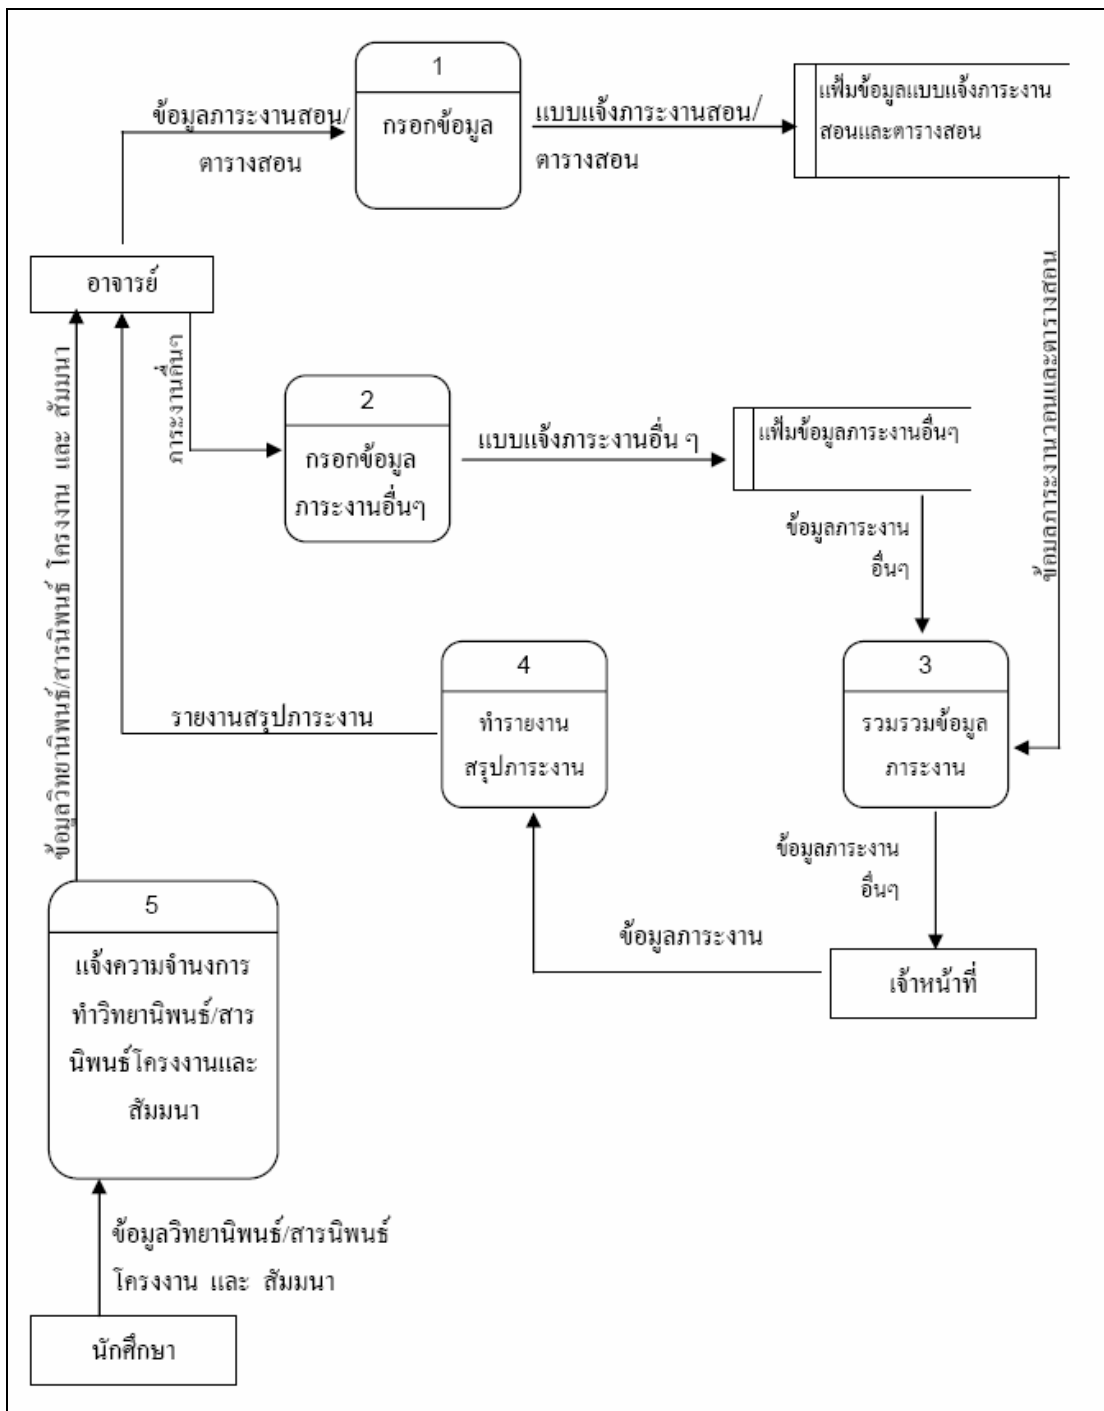 1
กรอกข้อมูล
ข้อมูลภาระงานสอน/
ตารางสอน
แบบแจ้งภาระงานสอน/
ตารางสอน
แฟ้มข้อมูลแบบแจ้งภาระงาน
สอนและตารางสอน
อาจารย์
ภาระงานอื่นๆ
2
กรอกข้อมูล
ภาระงานอื่นๆ
แบบแจ้งภาระงานอื่น ๆ
แฟ้มข้อมูลภาระงานอื่นๆ
ข้อมูลภาระงาน
อื่นๆ
ข้อมูลภาระงานวอนและตารางสอน
ข้อมูลวิทยานิพนธ์/สารนิพนธ์ โครงงาน และ สัมมนา
รายงานสรุปภาระงาน
4
ทำรายงาน
สรุปภาระงาน
3
รวมรวมข้อมูล
ภาระงาน
ข้อมูลภาระงาน
อื่นๆ
ข้อมูลภาระงาน
เจ้าหน้าที่
5
แจ้งความจำนงการ
ทำวิทยานิพนธ์/สาร
นิพนธ์โครงงานและ
สัมมนา
ข้อมูลวิทยานิพนธ์/สารนิพนธ์
โครงงาน และ สัมมนา
นักศึกษา